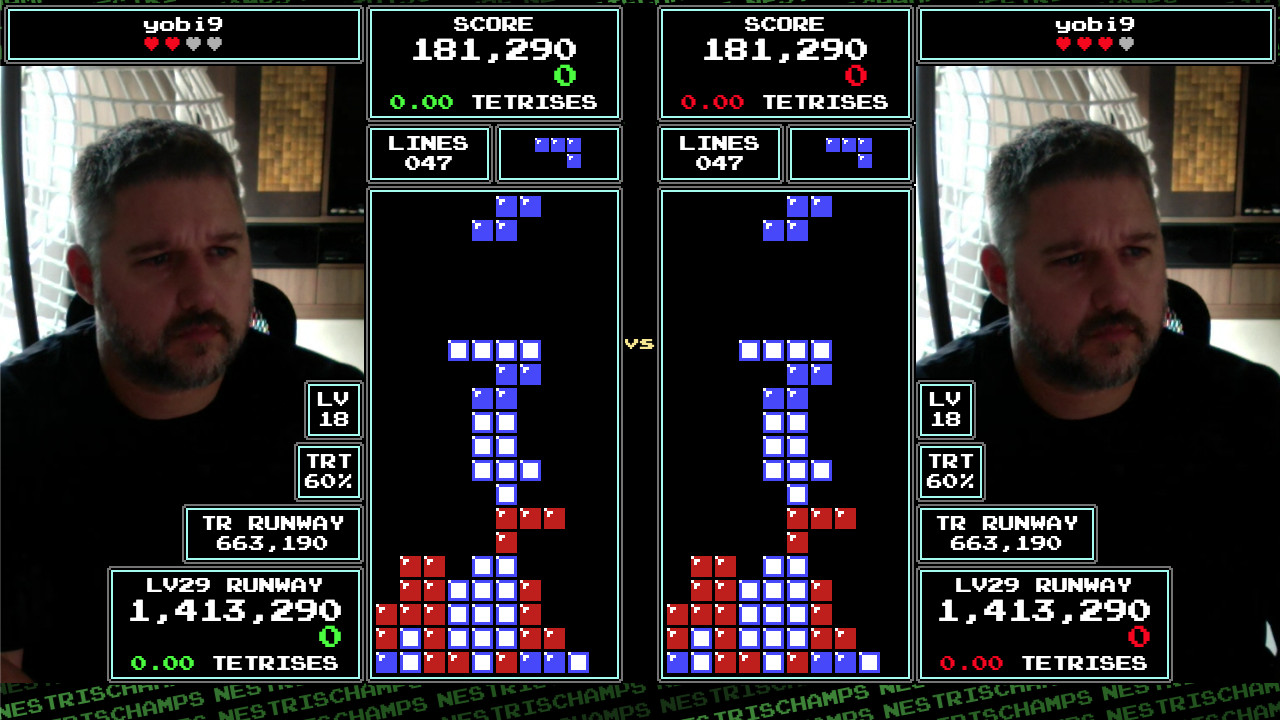 yobi9
SCORE
181,290
0
0.00 TETRISES
LINES
047
LV
18
TRT
60%
TR RUNWAY
663,190
LV29 RUNWAY
1,413,290
0
0.00 TETRISES
vs
SCORE
181,290
0
0.00 TETRISES
LINES
047
yobi9
LV
18
TRT
60%
TR RUNWAY
663,190
LV29 RUNWAY
1,413,290
0
0.00 TETRISES
NESTRISCHAMPS NESTRISCHAMPS NESTRISCHAMPS